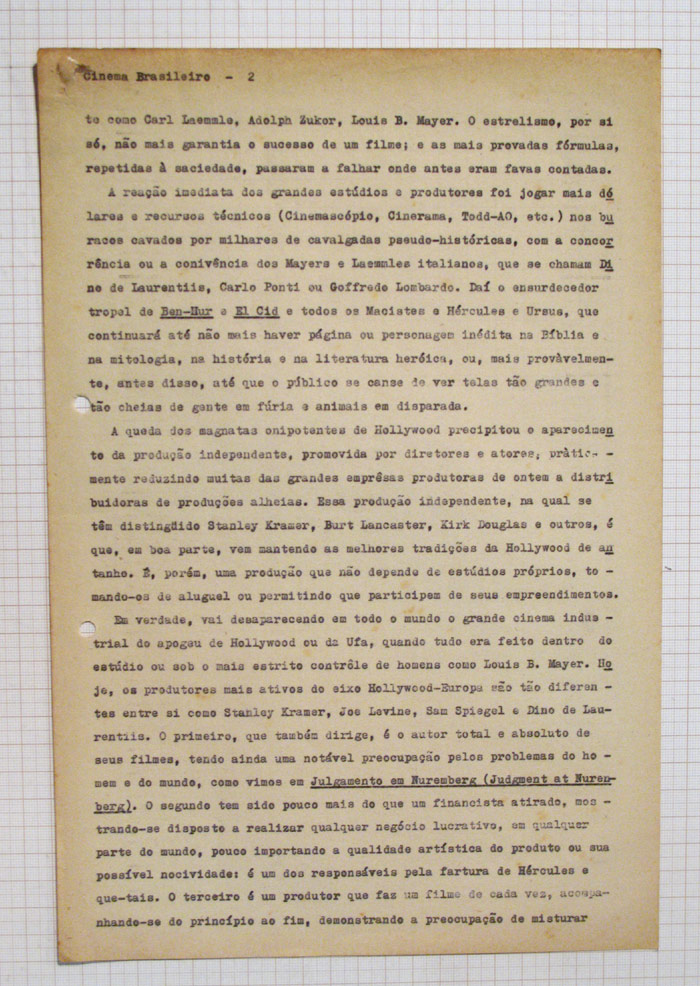 Cinema Brasileiro - 2
te como Carl Laemmle, Adolph Zukor, Louis B. Mayer. O estrelismo, por si
só, não mais garantia o sucesso de um filme; e as mais provadas fórmulas,
repetidas à saciedade, passaram a falhar onde antes eram favas contadas.
A reação imediata dos grandes estúdios e produtores foi jogar mais dó
lares e recursos técnicos (Cinemascópio, Cinerama, Todd-AO, etc.) nos bu
racos cavados por milhares de cavalgadas pseudo-históricas, com a concor
rência ou a conivência dos Mayers e Laemmles italianos, que se chamam Di
no de Laurentiis, Carlo Ponti ou Goffredo Lombardo. Daí o ensurdecedor
tropel de Ben-Hur e El Cid e todos os Macistes e Hércules e Ursus, que
continuará até não mais haver página ou personagem inédita na Bíblia e
na mitologia, na história e na literatura heróica, ou, mais provàvelmen-
te, antes disso, até que o público se canse de ver telas tão grandes e
tão cheias de gente em fúria e animais em disparada.
A queda dos magnatas onipotentes de Hollywood precipitou o aparecimen
to da produção independente, promovida por diretores e atores, pràtic- -
mente reduzindo muitas das grandes emprêsas produtoras de ontem a distri
buidoras de produções alheias. Essa produção independente, na qual se
têm distingüido Stanley Kramer, Burt Lancaster, Kirk Douglas e outros, é
que, em boa parte, vem mantendo as melhores tradições da Hollywood de an
tanho. É, porém, uma produção que não depende de estúdios próprios, to -
mando-os de aluguel ou permitindo que participem de seus empreendimentos.
Em verdade, vai desaparecendo em todo o mundo o grande cinema indus -
trial do apogeu de Hollywood ou da Ufa, quando tudo era feito dentro do
estúdio ou sob o mais estrito contrôle de homens como Louis B. Mayer. Ho
je, os produtores mais ativos do eixo Hollywood-Europa são tão diferen -
tes entre si como Stanley Kramer, Joe Levine, Sam Spiegel e Dino de Lau-
rentiis. O primeiro, que também dirige, é o autor total e absoluto de
seus filmes, tendo ainda uma notável preocupação pelos problemas do ho -
mem e do mundo, como vimos em Julgamento em Nuremberg (Judgment at Nurem-
berg). O segundo tem sido pouco mais do que um financista atirado, mos -
trando-se disposto a realizar qualquer negócio lucrativo, em qualquer
parte do mundo, pouco importando a qualidade artística do produto ou sua
possível nocividade: é um dos responsáveis pela fartura de Hércules e
que-tais. O terceiro é um produtor que faz um filme de cada vez, acompa-
nhando-se do princípio ao fim, demonstrando a preocupação de misturar